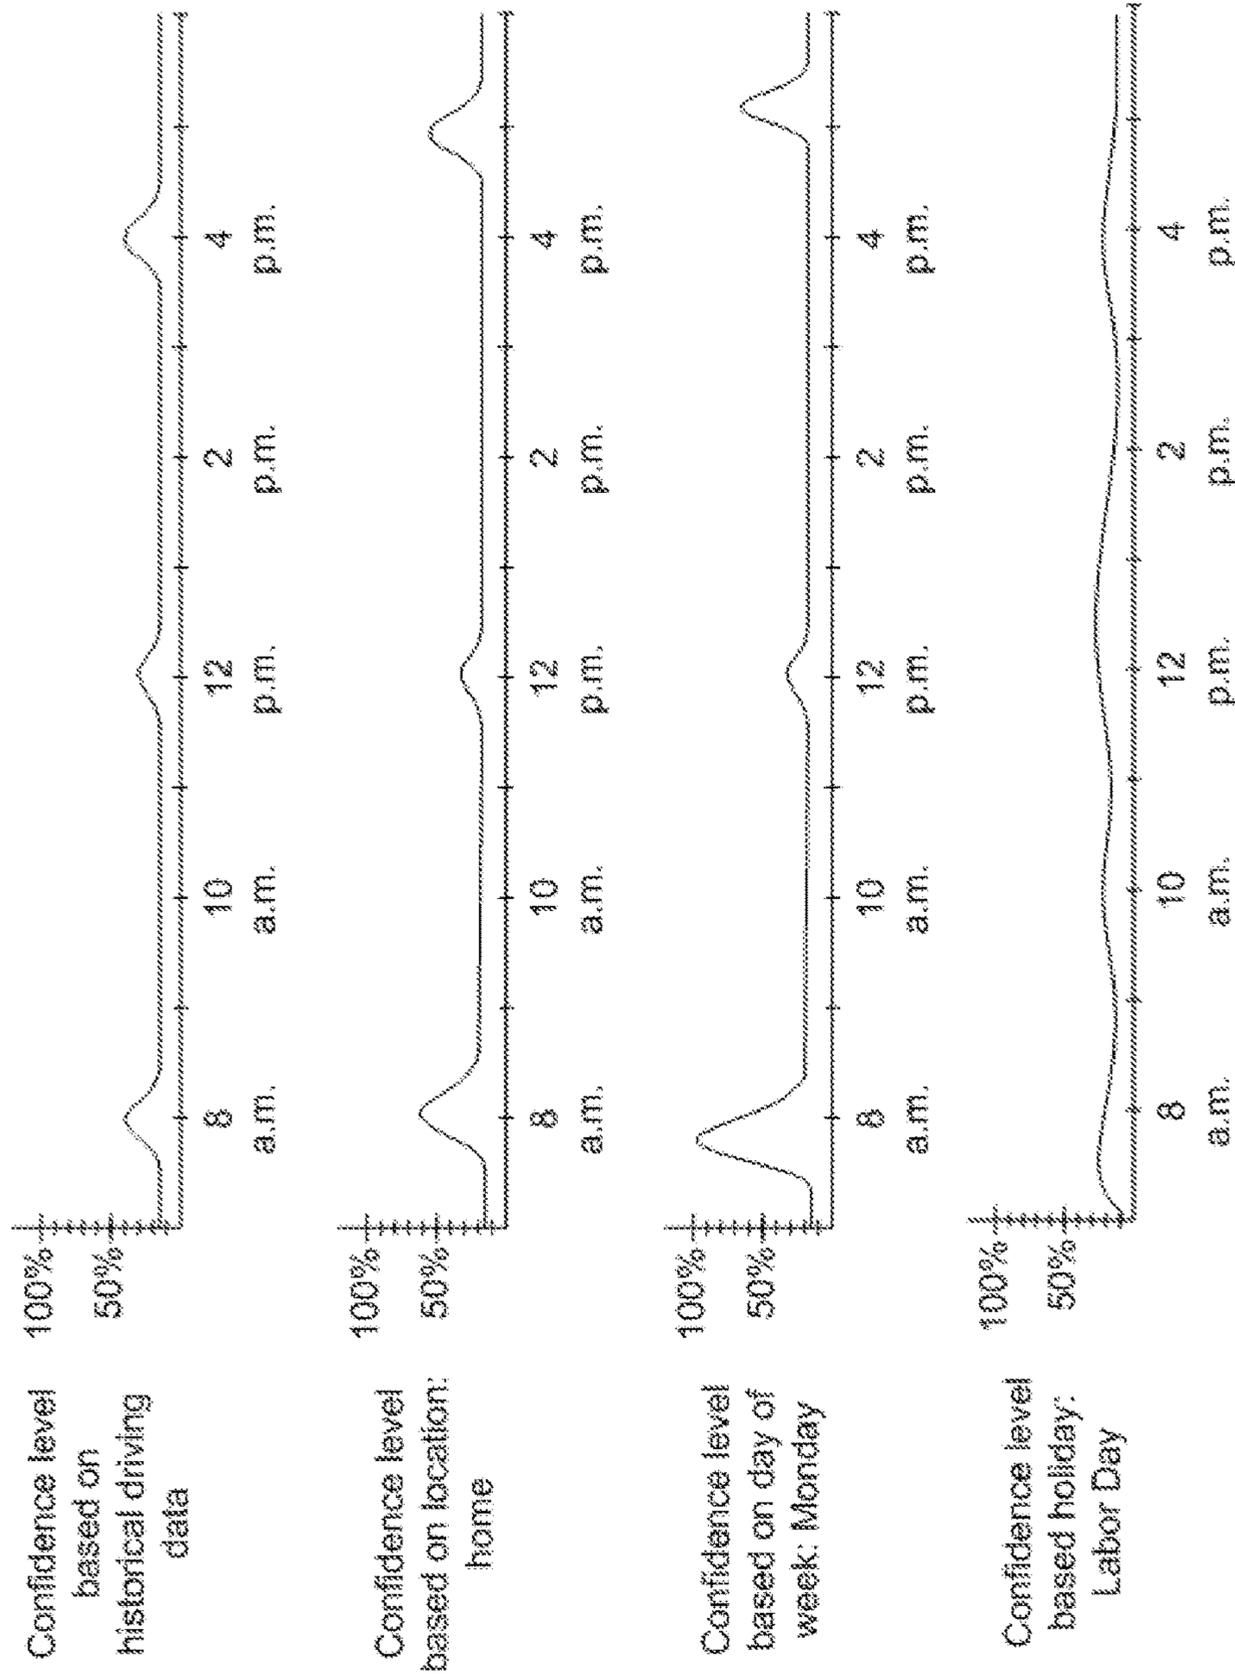 Confidence level
based on
historical driving
data
100%
50%
8 10 12 2 4
a.m. a.m. p.m. p.m. p.m.
Confidence level
based on location:
home
100%
50%
8 10 12 2 4
a.m. a.m. p.m. p.m. p.m.
Confidence level
based on day of
week: Monday
100%
50%
8 10 12 2 4
a.m. a.m. p.m. p.m. p.m.
Confidence level
based holiday:
Labor Day
100%
50%
8 10 12 2 4
a.m. a.m. p.m. p.m. p.m.